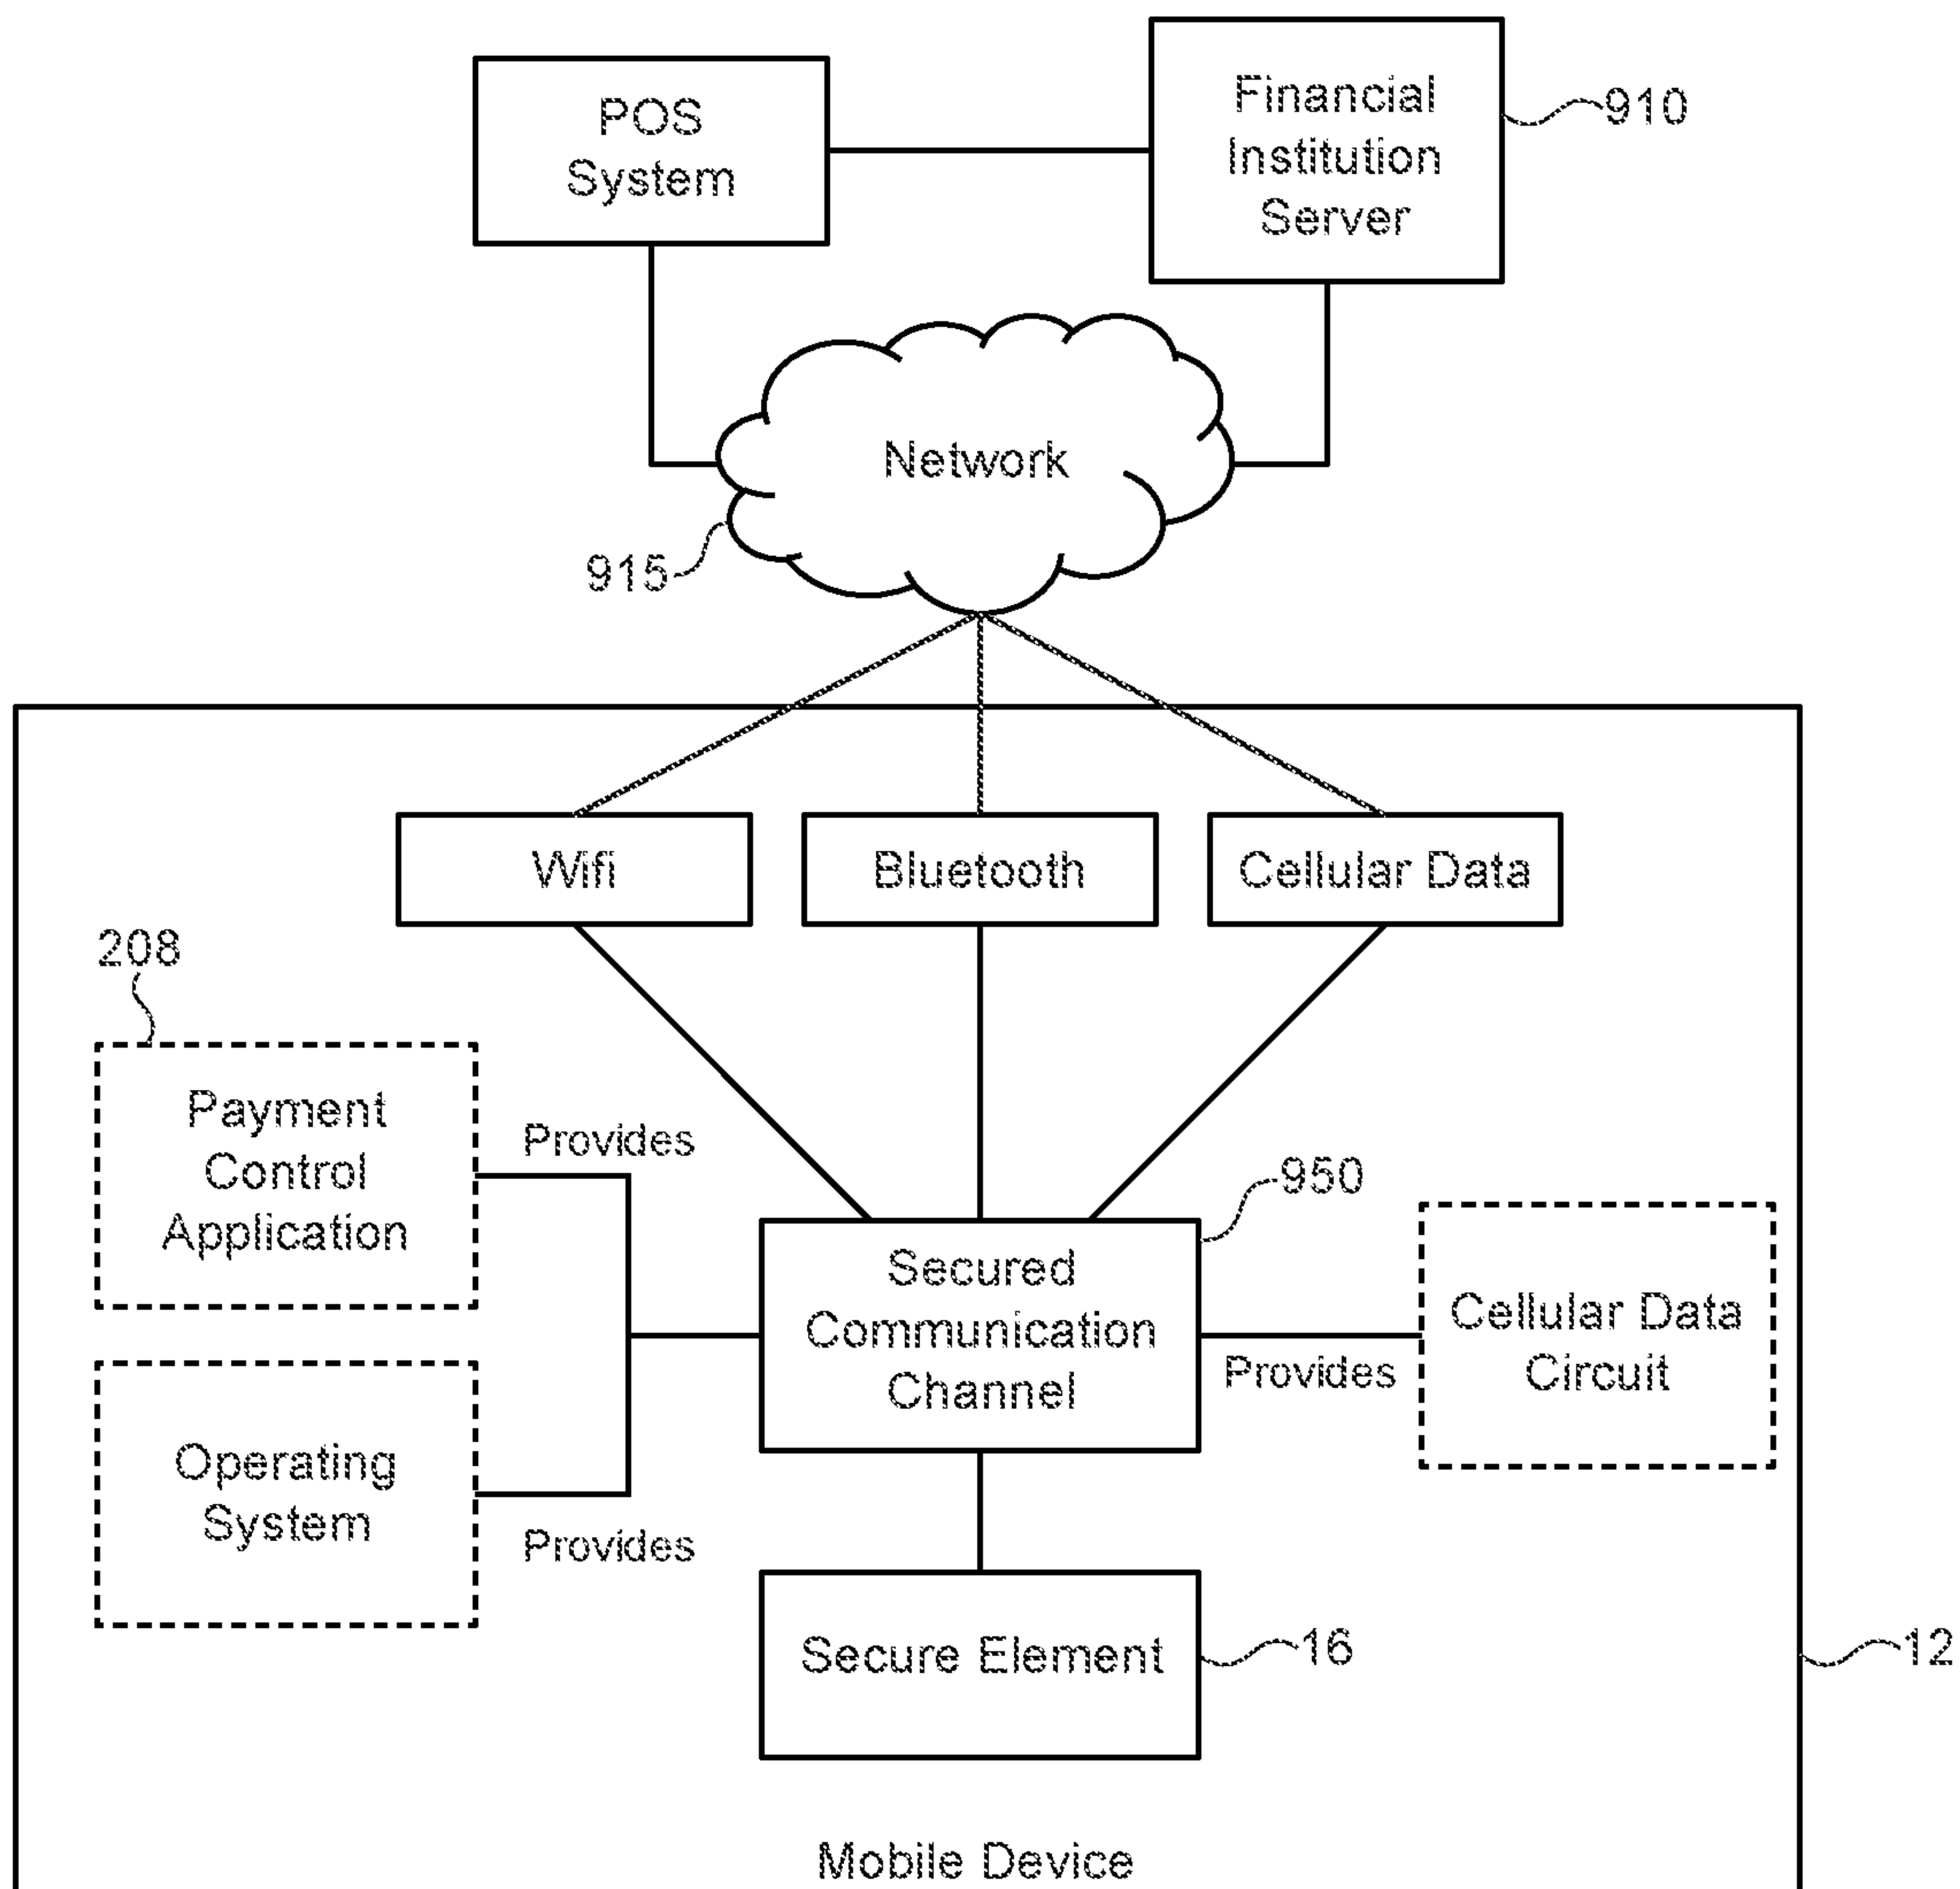 POS
System
Financial
Institution
Server
910
Network
915
Wifi
Bluetooth
Cellular Data
208
Payment
Control
Application
Provides
950
Secured
Communication
Channel
Provides
Cellular Data
Circuit
Operating
System
Provides
Secure Element
16
12
Mobile Device